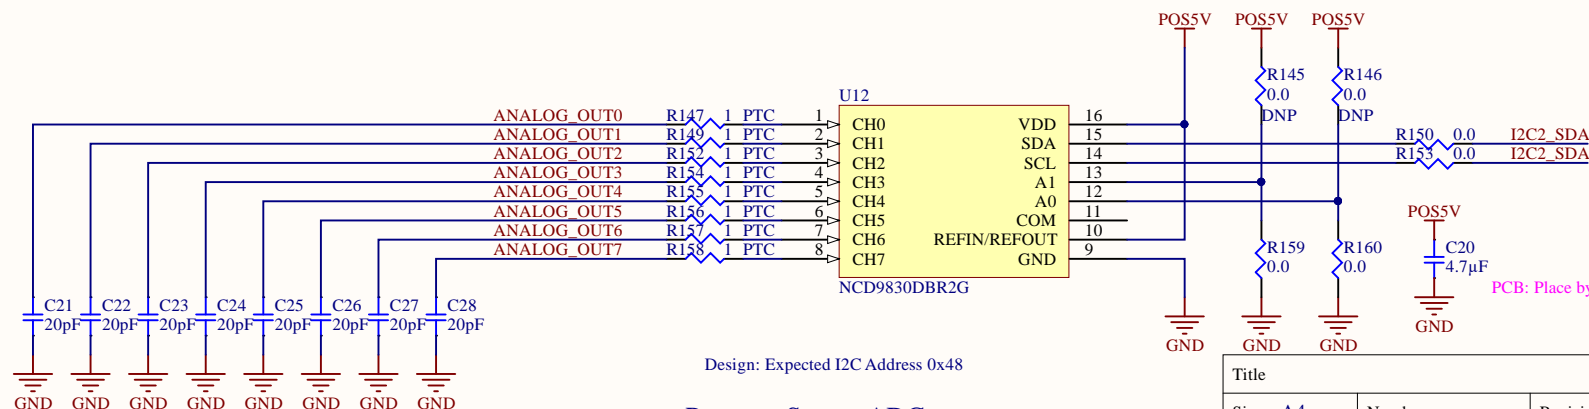 POS5V POS5V POS5V
R145
0.0
DNP
R146
0.0
DNP
U12
ANALOG_OUT0 R147 1 PTC 1 CH0 VDD 16
ANALOG_OUT1 R149 1 PTC 2 CH1 SDA 15 R150 0.0 I2C2_SDA
ANALOG_OUT2 R152 1 PTC 3 CH2 SCL 14 R153 0.0 I2C2_SDA
ANALOG_OUT3 R154 1 PTC 4 CH3 A1 13
ANALOG_OUT4 R155 1 PTC 5 CH4 A0 12
ANALOG_OUT5 R156 1 PTC 6 CH5 COM 11
ANALOG_OUT6 R157 1 PTC 7 CH6 REFIN/REFOUT 10
ANALOG_OUT7 R158 1 PTC 8 CH7 GND 9
NCD9830DBR2G
R159
0.0
R160
0.0
POS5V
C20
4.7µF
GND
PCB: Place by
C21 C22 C23 C24 C25 C26 C27 C28
20pF 20pF 20pF 20pF 20pF 20pF 20pF 20pF
GND GND GND
GND GND GND GND GND GND GND GND
Design: Expected I2C Address 0x48
Title
A4